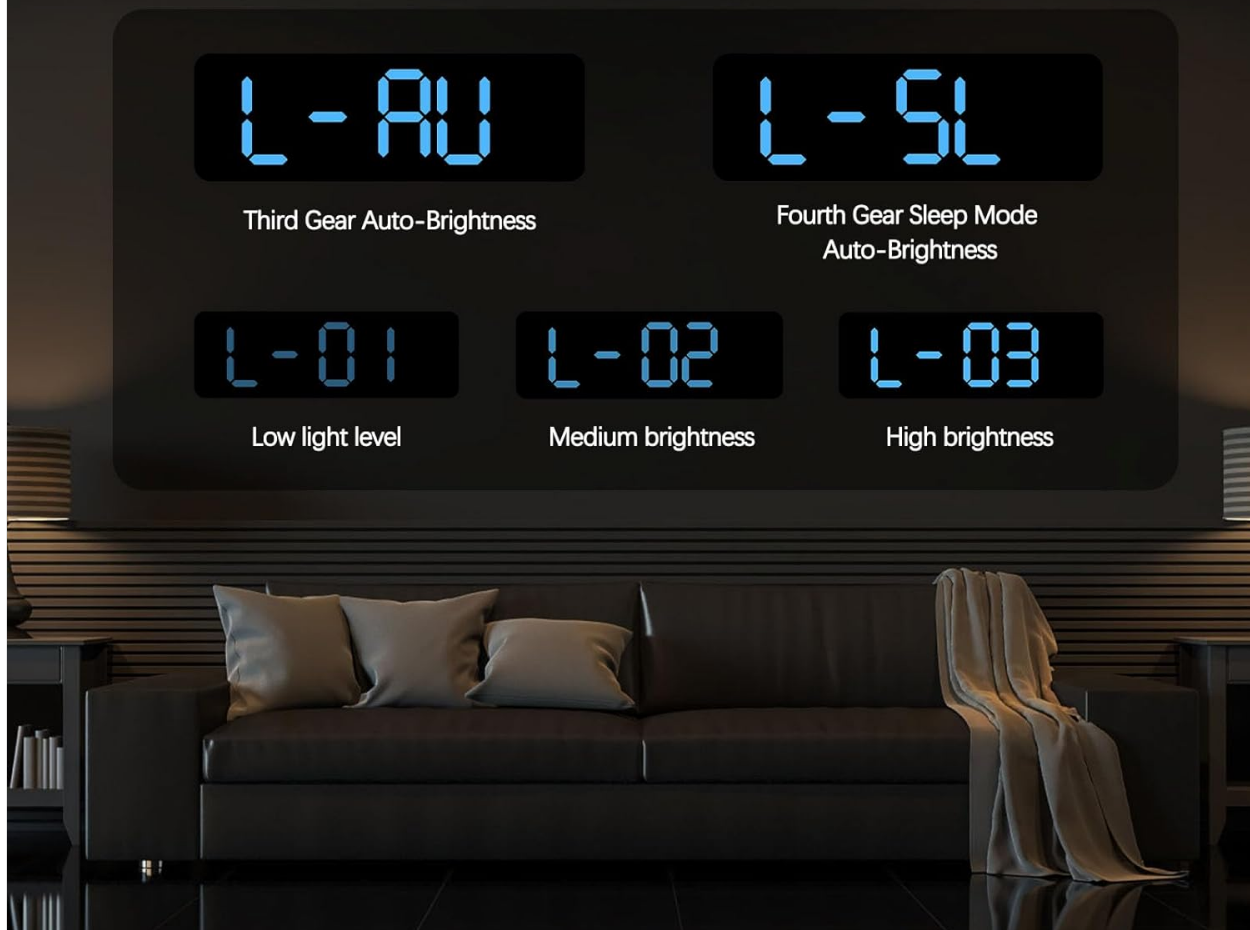 L-AU
L-SL
Third Gear Auto-Brightness
Fourth Gear Sleep Mode
Auto-Brightness
L-01
L-02
L-03
Low light level
Medium brightness
High brightness